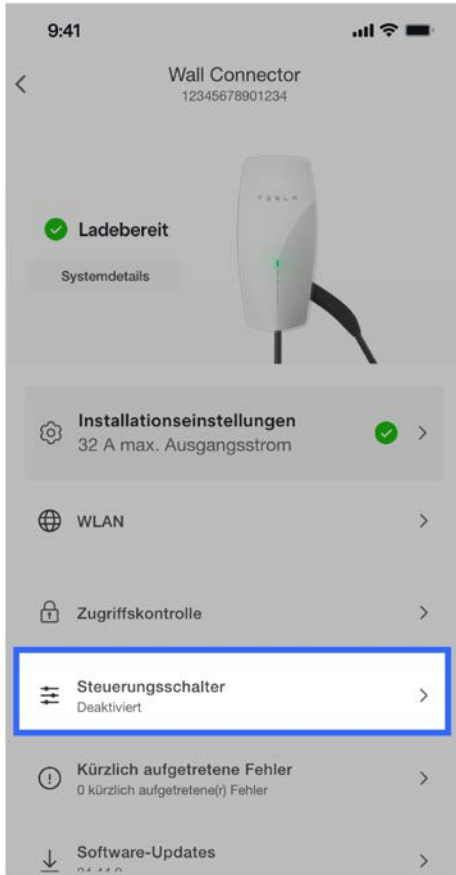 9:41
Wall Connector
12345678901234
TESLA
Ladebereit
Systemdetails
Installationseinstellungen
32 A max. Ausgangsstrom
WLAN
Zugriffskontrolle
Steuerungsschalter
Deaktiviert
Kürzlich aufgetretene Fehler
0 kürzlich aufgetretene(r) Fehler
Software-Updates